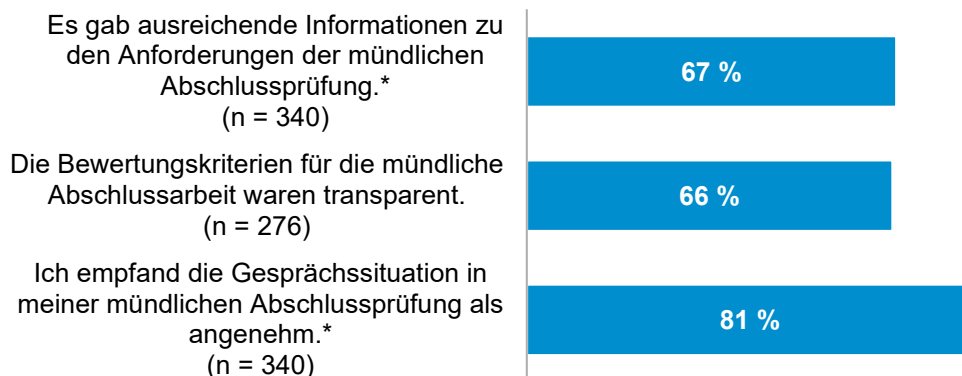 Es gab ausreichende Informationen zu
den Anforderungen der mündlichen
Abschlussprüfung.*
(n = 340)
67 %
Die Bewertungskriterien für die mündliche
Abschlussarbeit waren transparent.
(n = 276)
66 %
Ich empfand die Gesprächssituation in
meiner mündlichen Abschlussprüfung als
angenehm.*
(n = 340)
81 %